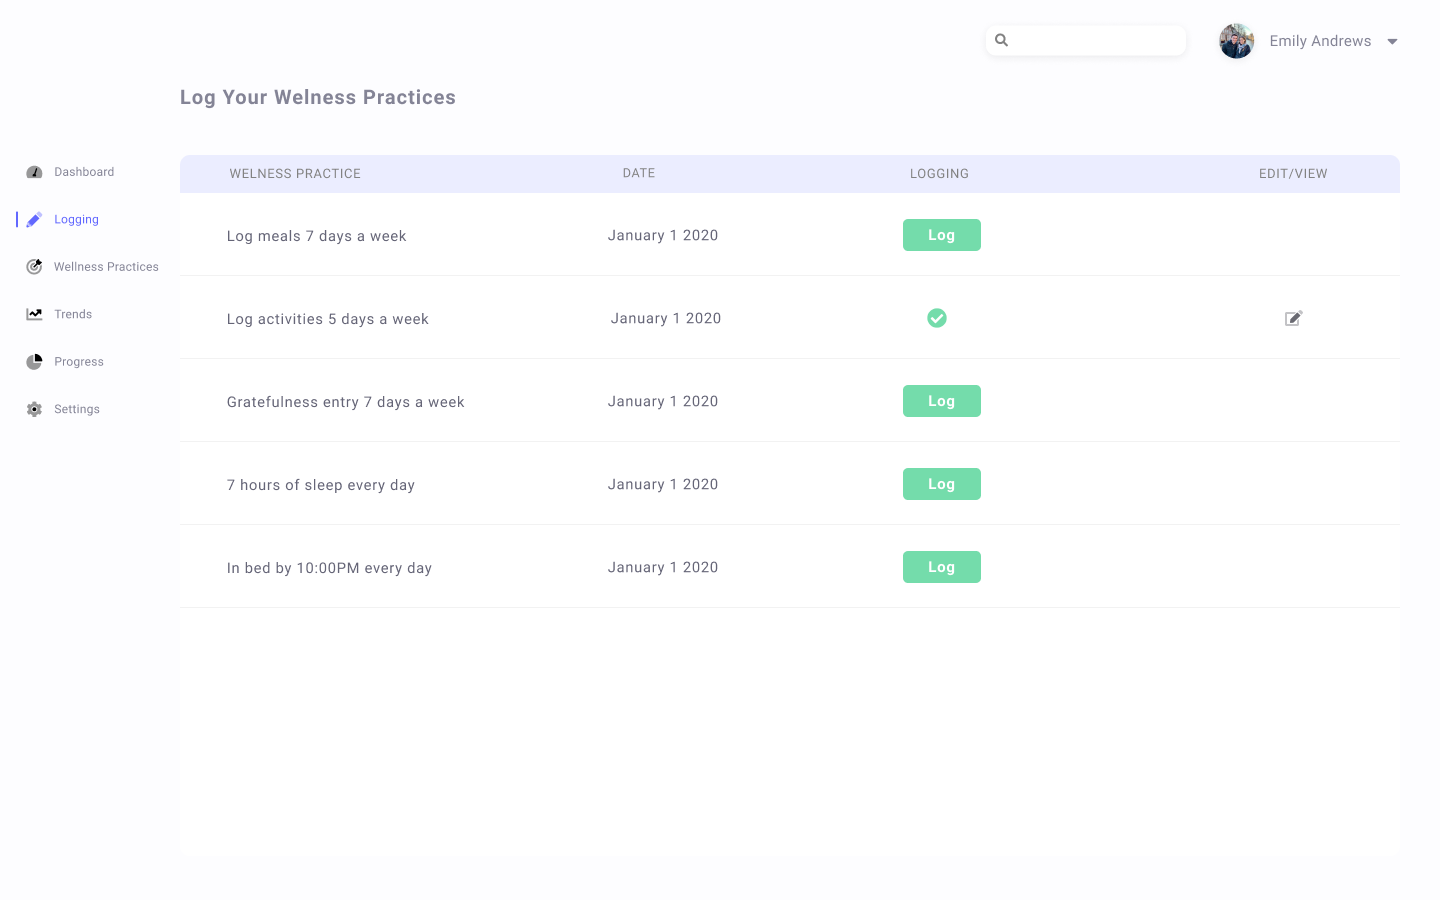 Emily Andrews
Log Your Welness Practices
Dashboard
Logging
Wellness Practices
Trends
Progress
Settings
WELNESS PRACTICE DATE LOGGING EDIT/VIEW
Log meals 7 days a week January 1 2020 Log
Log activities 5 days a week January 1 2020
Gratefulness entry 7 days a week January 1 2020 Log
7 hours of sleep every day January 1 2020 Log
In bed by 10:00PM every day January 1 2020 Log